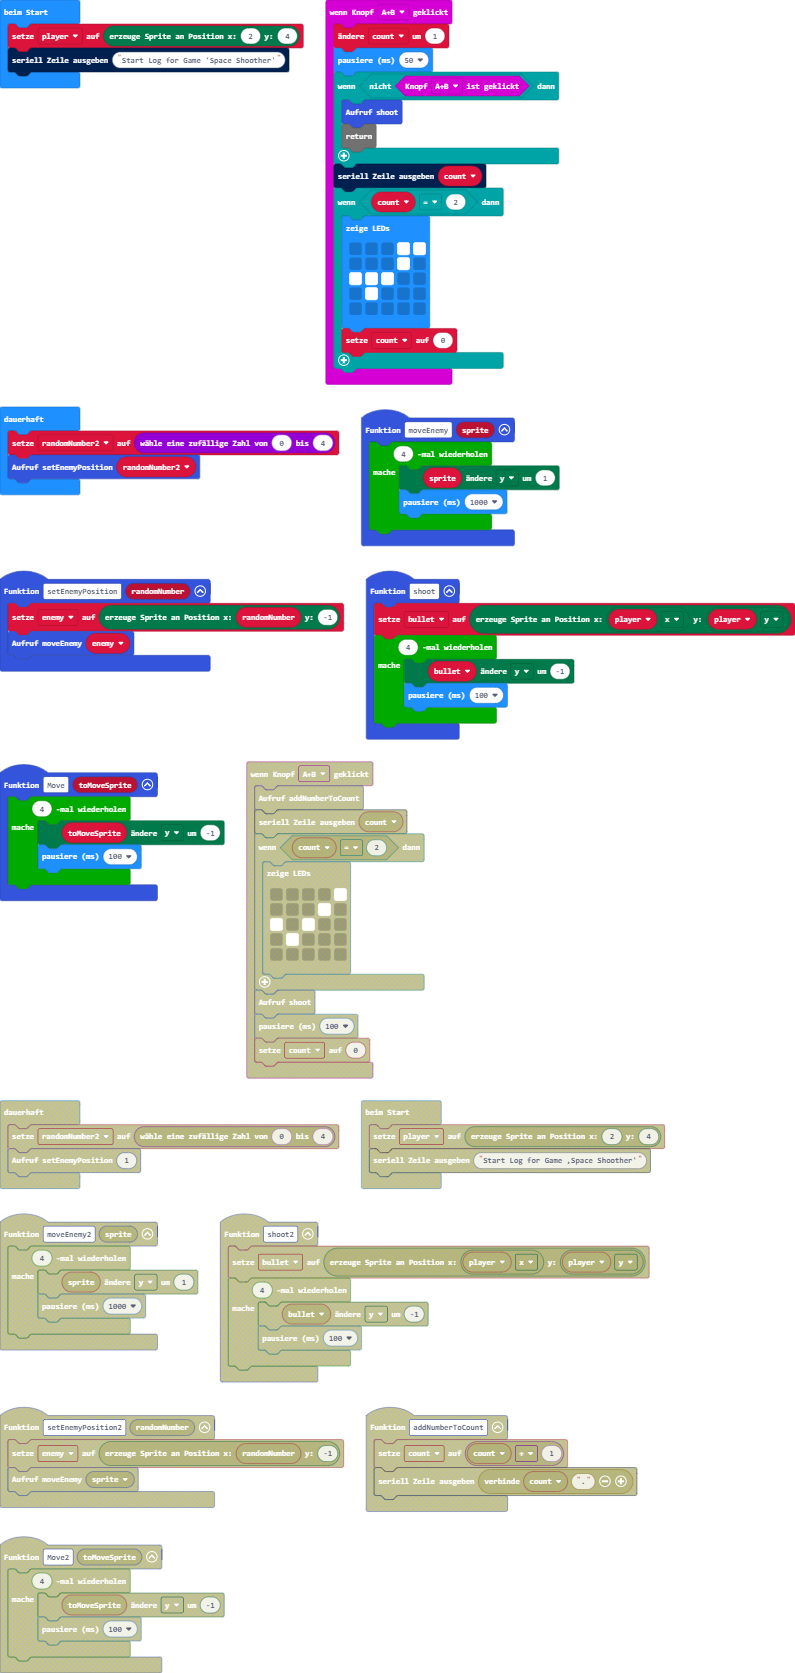 beim Start
setze player auf erzeuge Sprite an Position x: 2 y: 4
seriell Zeile ausgeben "Start Log for Game 'Space Shoother'"
wenn Knopf A+B geklickt
ändere count um 1
pausiere (ms) 50
wenn nicht Knopf A+B ist geklickt dann
Aufruf shoot
return
seriell Zeile ausgeben count
wenn count = 2 dann
zeige LEDs
setze count auf 0
dauerhaft
setze randomNumber2 auf wähle eine zufällige Zahl von 0 bis 4
Aufruf setEnemyPosition randomNumber2
Funktion moveEnemy sprite
4 -mal wiederholen
mache
sprite ändere y um 1
pausiere (ms) 1000
Funktion setEnemyPosition randomNumber
setze enemy auf erzeuge Sprite an Position x: randomNumber y: -1
Aufruf moveEnemy enemy
Funktion shoot
setze bullet auf erzeuge Sprite an Position x: player x y: player y
4 -mal wiederholen
mache
bullet ändere y um -1
pausiere (ms) 100
Funktion Move toMoveSprite
4 -mal wiederholen
mache
toMoveSprite ändere y um -1
pausiere (ms) 100
wenn Knopf A+B geklickt
Aufruf addNumberToCount
seriell Zeile ausgeben count
wenn count = 2 dann
zeige LEDs
Aufruf shoot
pausiere (ms) 100
setze count auf 0
dauerhaft
setze randomNumber2 auf wähle eine zufällige Zahl von 0 bis 4
Aufruf setEnemyPosition 1
beim Start
setze player auf erzeuge Sprite an Position x: 2 y: 4
seriell Zeile ausgeben "Start Log for Game ,Space Shoother'"
Funktion moveEnemy2 sprite
4 -mal wiederholen
mache
sprite ändere y um 1
pausiere (ms) 1000
Funktion shoot2
setze bullet auf erzeuge Sprite an Position x: player x y: player y
4 -mal wiederholen
mache
bullet ändere y um -1
pausiere (ms) 100
Funktion setEnemyPosition2 randomNumber
setze enemy auf erzeuge Sprite an Position x: randomNumber y: -1
Aufruf moveEnemy sprite
Funktion addNumberToCount
setze count auf count + 1
seriell Zeile ausgeben verbinde count "."
Funktion Move2 toMoveSprite
4 -mal wiederholen
mache
toMoveSprite ändere y um -1
pausiere (ms) 100